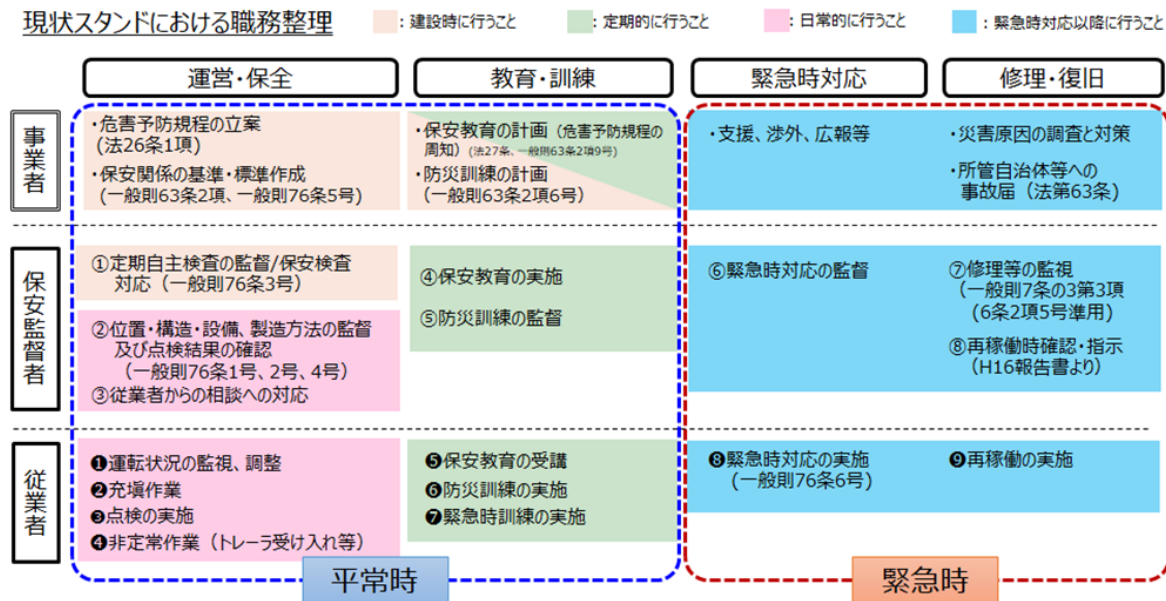 現状スタンドにおける職務整理
：建設時に行うこと
：定期的に行うこと
：日常的に行うこと
：緊急時対応以降に行うこと
運営・保全
教育・訓練
緊急時対応
修理・復旧
事業者
・危害予防規程の立案
(法26条1項)
・保安関係の基準・標準作成
(一般則63条2項、一般則76条5号)
・保安教育の計画（危害予防規程の
周知）(法27条、一般則63条2項9号)
・防災訓練の計画
(一般則63条2項6号)
・支援、渉外、広報等
・災害原因の調査と対策
・所管自治体等への
事故届（法第63条）
保安監督者
①定期自主検査の監督/保安検査
対応（一般則76条3号）
②位置・構造・設備、製造方法の監督
及び点検結果の確認
(一般則76条1号、2号、4号)
③従業者からの相談への対応
④保安教育の実施
⑤防災訓練の監督
⑥緊急時対応の監督
⑦修理等の監視
(一般則7条の3第3項
(6条2項5号準用)
⑧再稼働時確認・指示
(H16報告書より)
従業者
❶運転状況の監視、調整
❷充填作業
❸点検の実施
❹非定常作業（トレーラ受け入れ等）
❺保安教育の受講
❻防災訓練の実施
❼緊急時訓練の実施
❽緊急時対応の実施
(一般則76条6号)
❾再稼働の実施
平常時
緊急時